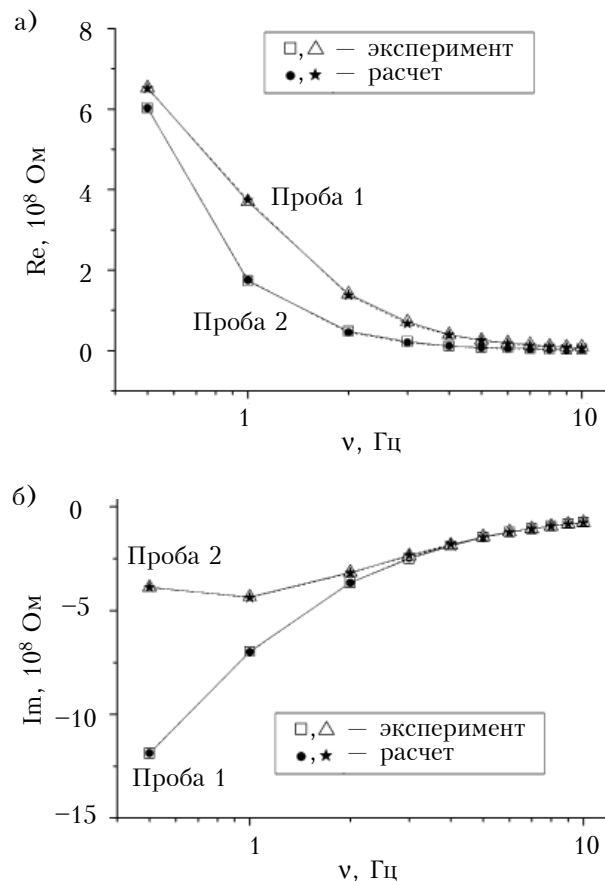 а)
□, △ — эксперимент
●, ★ — расчет
8
6
4
2
0
Re, 10⁸ Ом
Проба 1
Проба 2
1
10
ν, Гц
б)
0
−5
−10
−15
Im, 10⁸ Ом
Проба 2
Проба 1
□, △ — эксперимент
●, ★ — расчет
1
10
ν, Гц